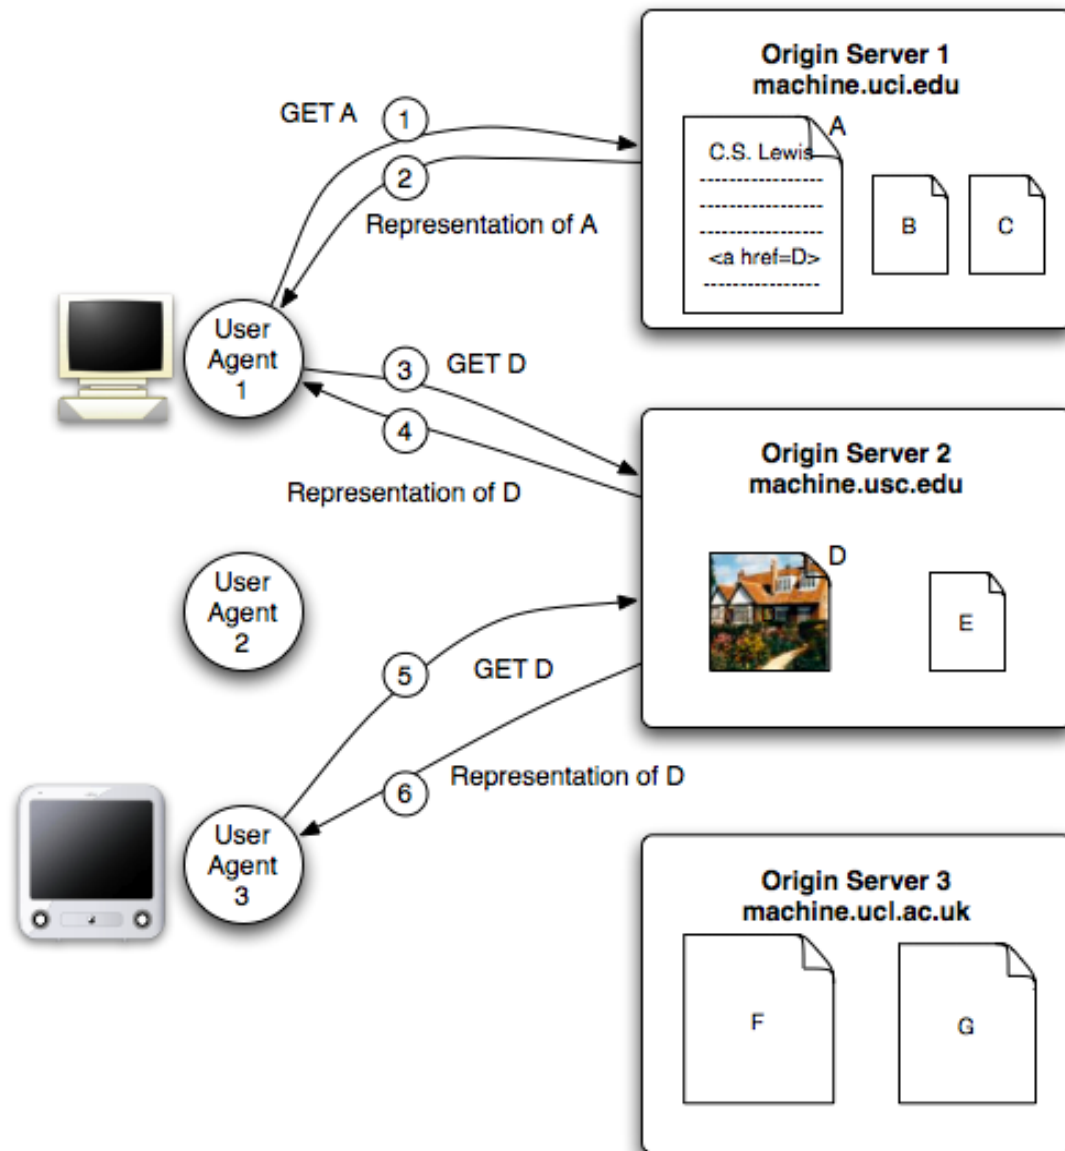 Origin Server 1
machine.uci.edu
GET A
1
A
C.S. Lewis
2
Representation of A
B
C
<a href=D>
User
Agent
1
3
GET D
4
Origin Server 2
machine.usc.edu
Representation of D
D
E
User
Agent
2
5
GET D
6
Representation of D
User
Agent
3
Origin Server 3
machine.ucl.ac.uk
F
G